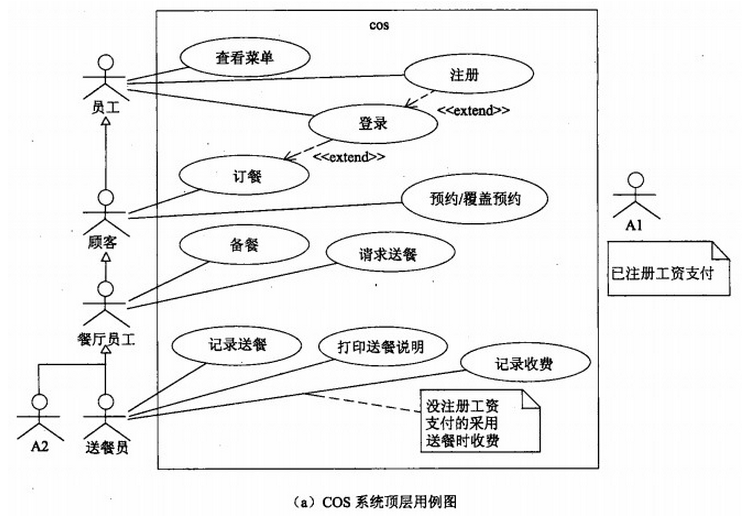 cos
查看菜单
注册
员工
<<extend>>
登录
<<extend>>
订餐
预约/覆盖预约
A1
顾客
备餐
请求送餐
已注册工资支付
餐厅员工
记录送餐
打印送餐说明
记录收费
没注册工资
支付的采用
送餐时收费
A2
送餐员
（a）COS 系统顶层用例图